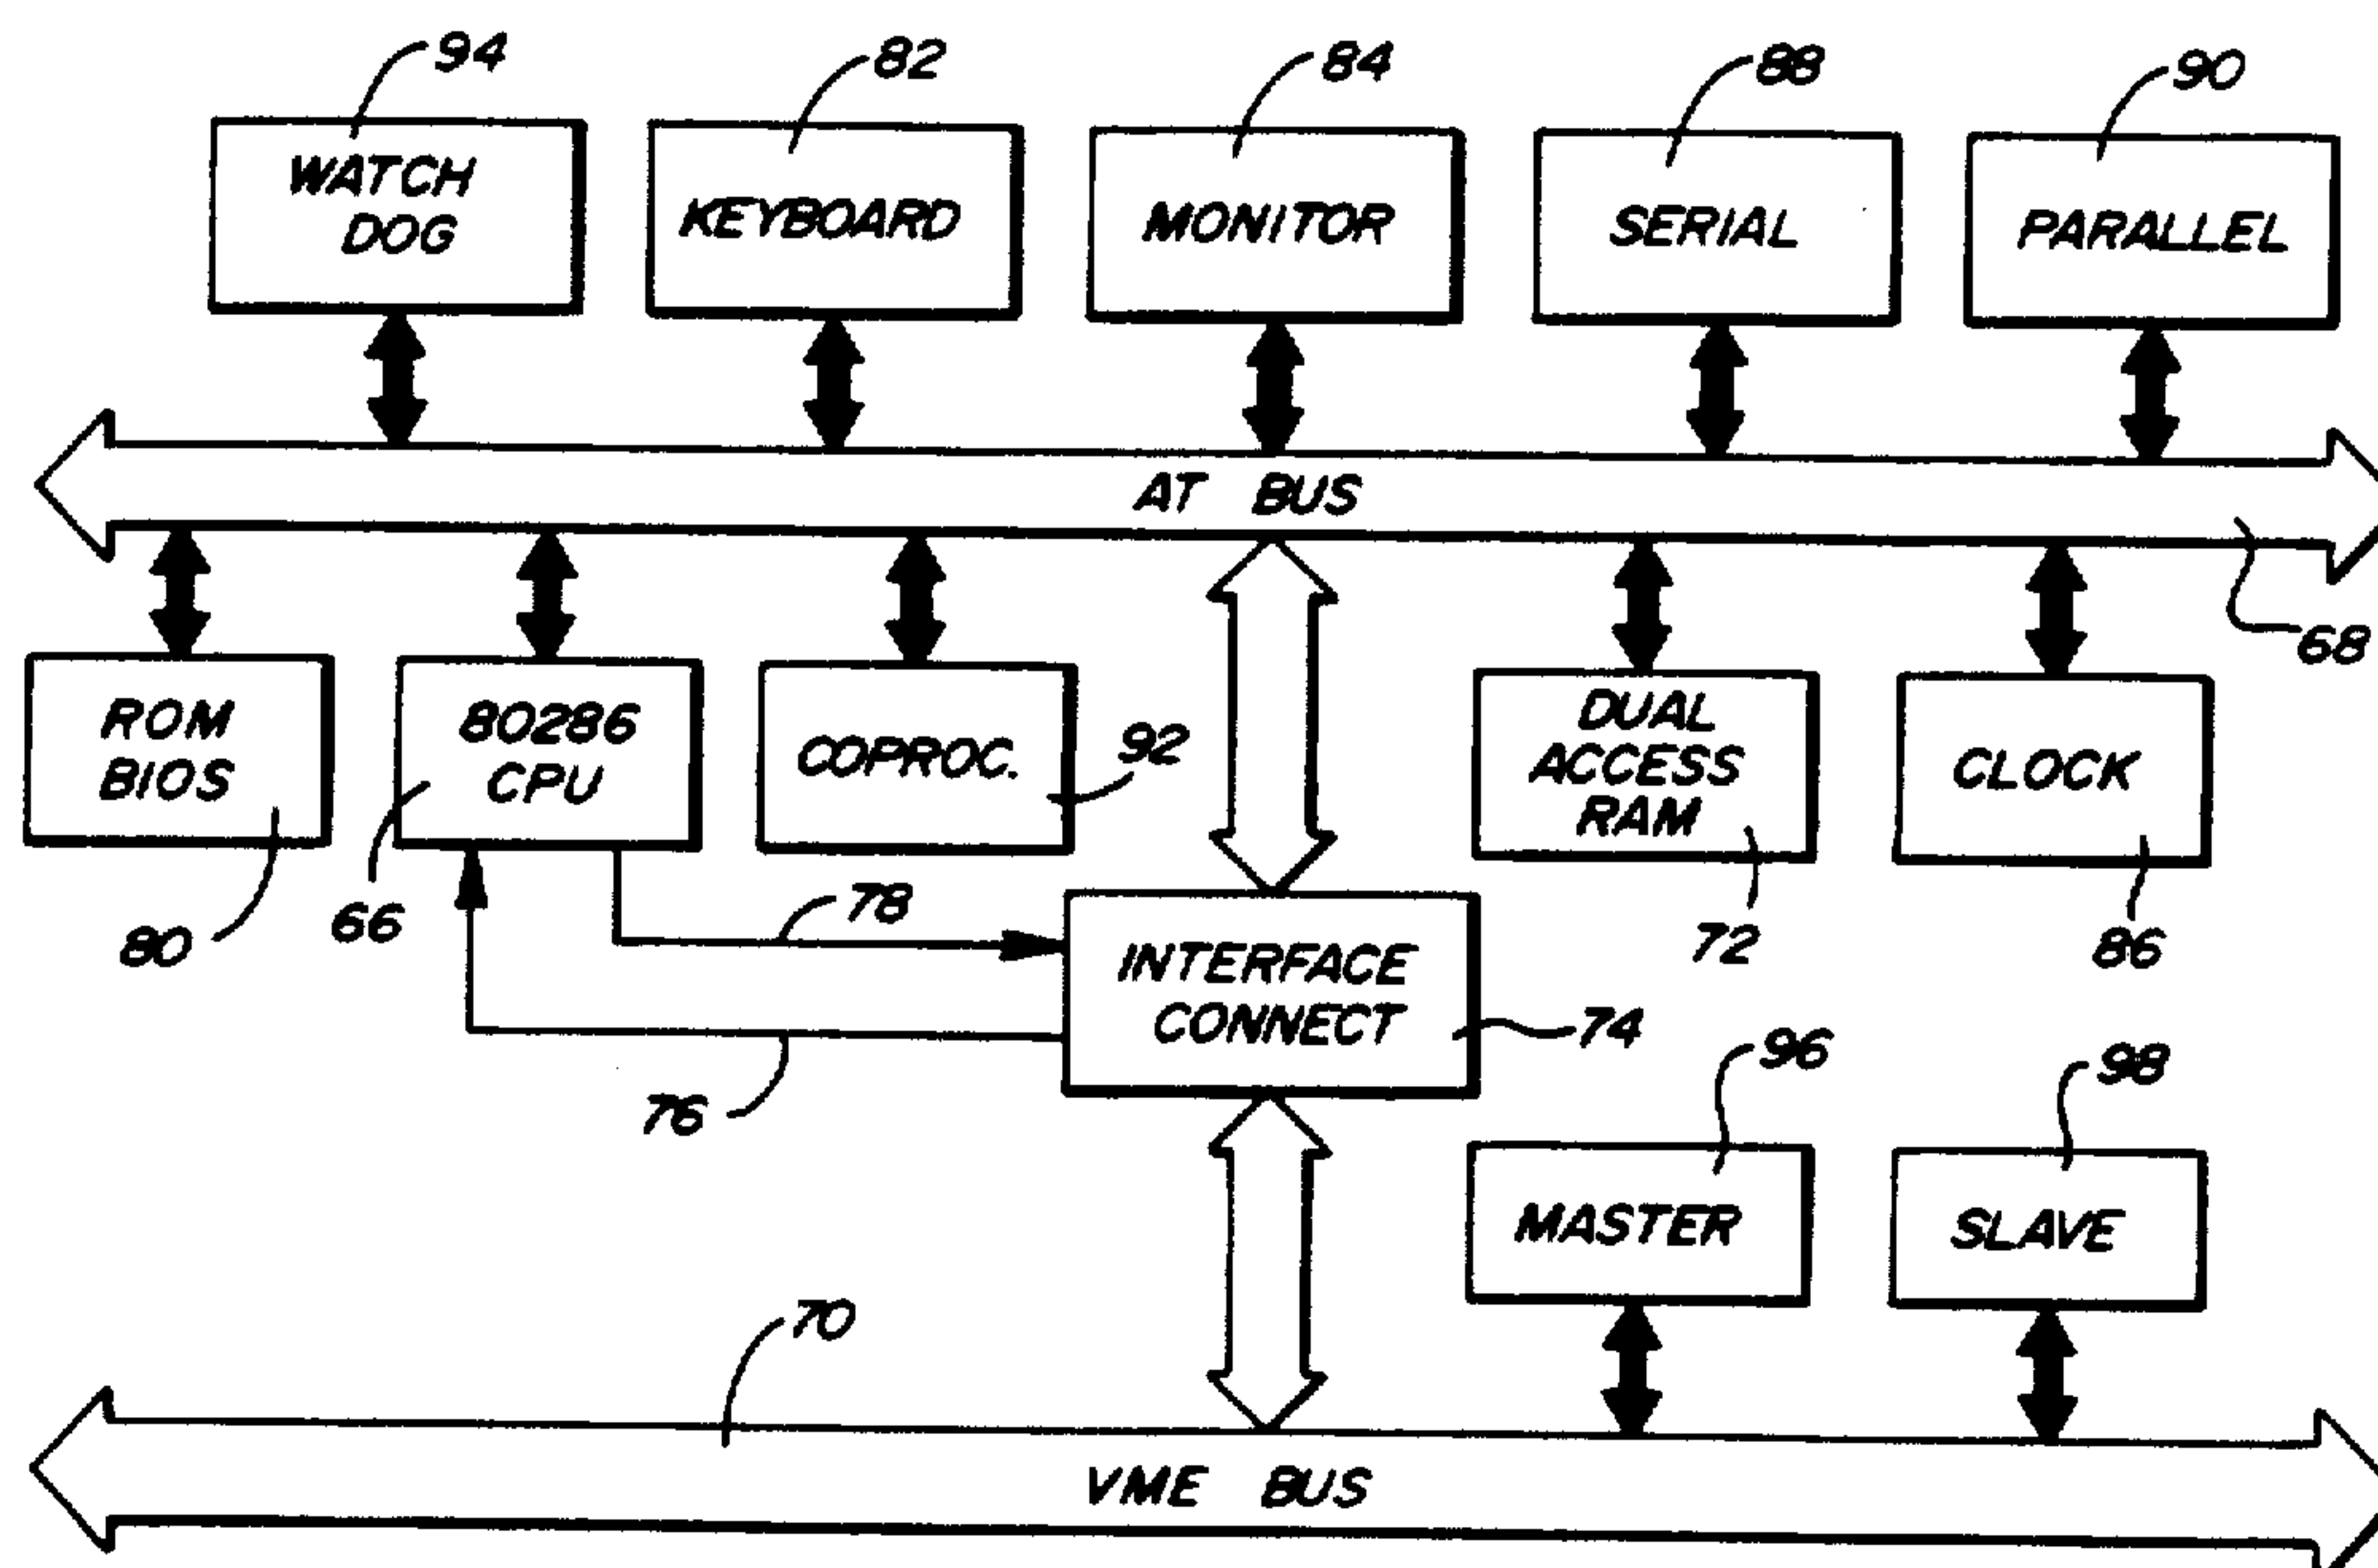 94
82
84
88
90
WATCH
DOG
KEYBOARD
MONITOR
SERIAL
PARALLEL
AT BUS
68
ROM
BIOS
80286
CPU
COPROC.
92
DUAL
ACCESS
RAM
CLOCK
80
66
78
72
86
INTERFACE
CONNECT
74
76
96
98
MASTER
SLAVE
70
VME BUS